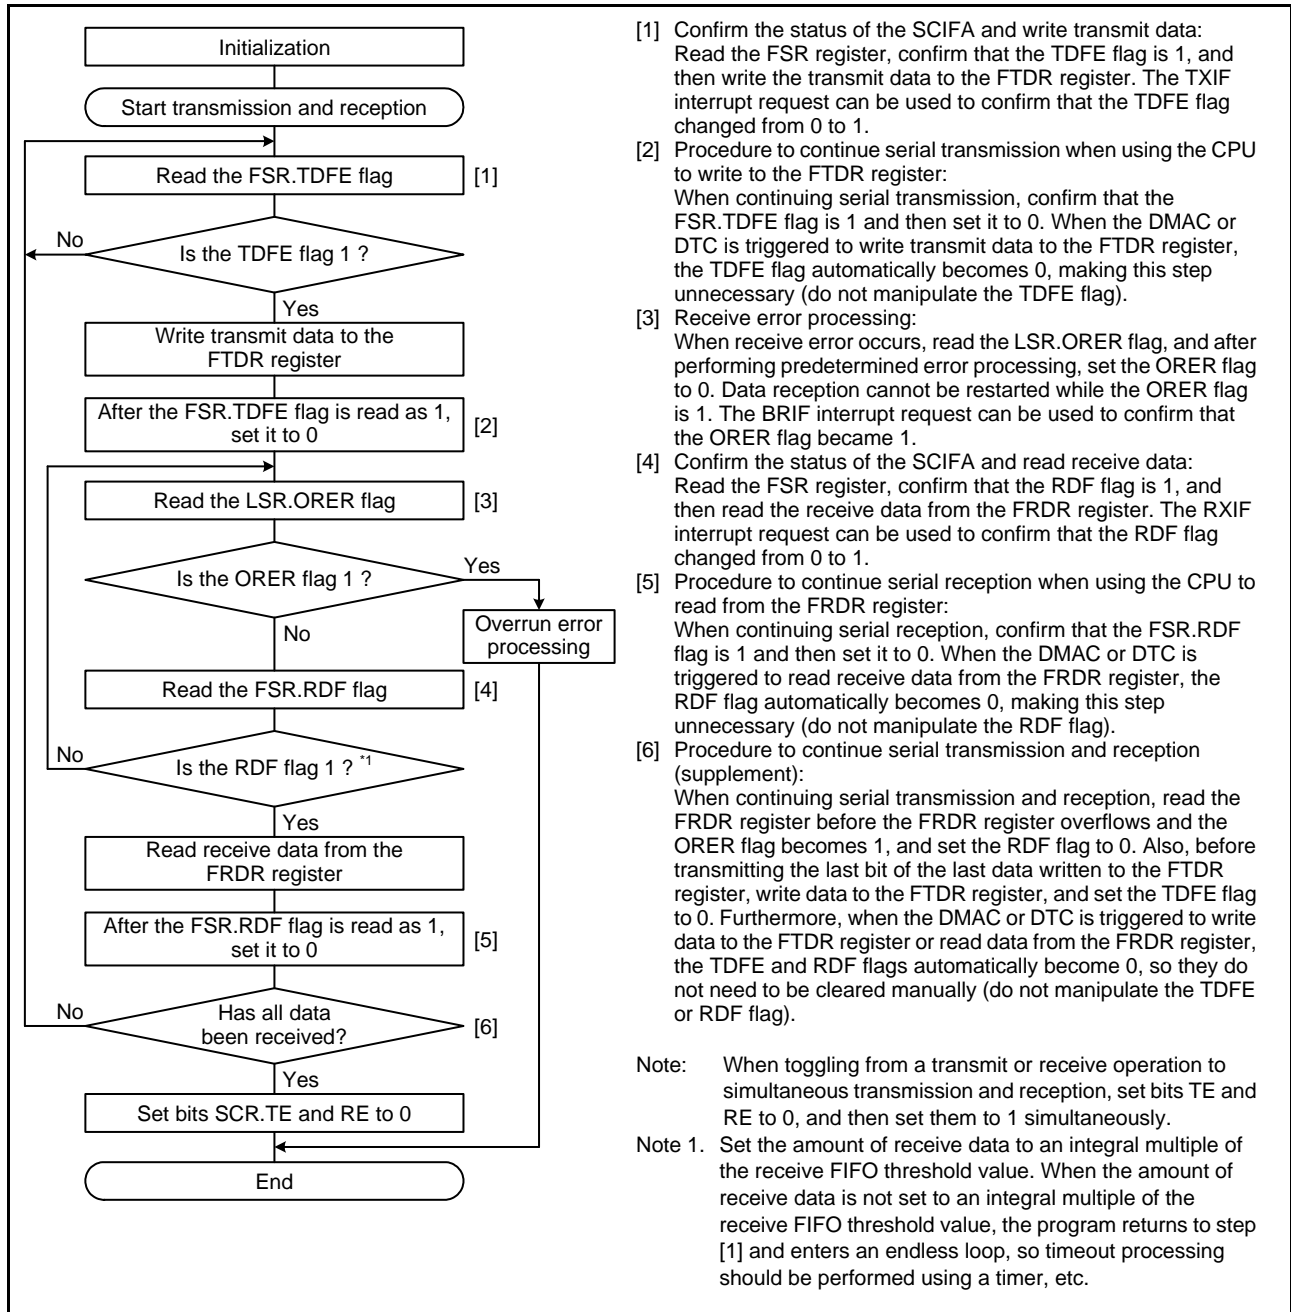 Initialization
Start transmission and reception
Read the FSR.TDFE flag
[1]
No
Is the TDFE flag 1 ?
Yes
Write transmit data to the
FTDR register
After the FSR.TDFE flag is read as 1,
set it to 0
[2]
Read the LSR.ORER flag
[3]
Is the ORER flag 1 ?
Yes
Overrun error
processing
No
Read the FSR.RDF flag
[4]
No
Is the RDF flag 1 ? *1
Yes
Read receive data from the
FRDR register
After the FSR.RDF flag is read as 1,
set it to 0
[5]
No
Has all data
been received?
[6]
Yes
Set bits SCR.TE and RE to 0
End
[1] Confirm the status of the SCIFA and write transmit data:
Read the FSR register, confirm that the TDFE flag is 1, and
then write the transmit data to the FTDR register. The TXIF
interrupt request can be used to confirm that the TDFE flag
changed from 0 to 1.
[2] Procedure to continue serial transmission when using the CPU
to write to the FTDR register:
When continuing serial transmission, confirm that the
FSR.TDFE flag is 1 and then set it to 0. When the DMAC or
DTC is triggered to write transmit data to the FTDR register,
the TDFE flag automatically becomes 0, making this step
unnecessary (do not manipulate the TDFE flag).
[3] Receive error processing:
When receive error occurs, read the LSR.ORER flag, and after
performing predetermined error processing, set the ORER flag
to 0. Data reception cannot be restarted while the ORER flag
is 1. The BRIF interrupt request can be used to confirm that
the ORER flag became 1.
[4] Confirm the status of the SCIFA and read receive data:
Read the FSR register, confirm that the RDF flag is 1, and
then read the receive data from the FRDR register. The RXIF
interrupt request can be used to confirm that the RDF flag
changed from 0 to 1.
[5] Procedure to continue serial reception when using the CPU to
read from the FRDR register:
When continuing serial reception, confirm that the FSR.RDF
flag is 1 and then set it to 0. When the DMAC or DTC is
triggered to read receive data from the FRDR register, the
RDF flag automatically becomes 0, making this step
unnecessary (do not manipulate the RDF flag).
[6] Procedure to continue serial transmission and reception
(supplement):
When continuing serial transmission and reception, read the
FRDR register before the FRDR register overflows and the
ORER flag becomes 1, and set the RDF flag to 0. Also, before
transmitting the last bit of the last data written to the FTDR
register, write data to the FTDR register, and set the TDFE flag
to 0. Furthermore, when the DMAC or DTC is triggered to write
data to the FTDR register or read data from the FRDR register,
the TDFE and RDF flags automatically become 0, so they do
not need to be cleared manually (do not manipulate the TDFE
or RDF flag).
Note: When toggling from a transmit or receive operation to
simultaneous transmission and reception, set bits TE and
RE to 0, and then set them to 1 simultaneously.
Note 1. Set the amount of receive data to an integral multiple of
the receive FIFO threshold value. When the amount of
receive data is not set to an integral multiple of the
receive FIFO threshold value, the program returns to step
[1] and enters an endless loop, so timeout processing
should be performed using a timer, etc.